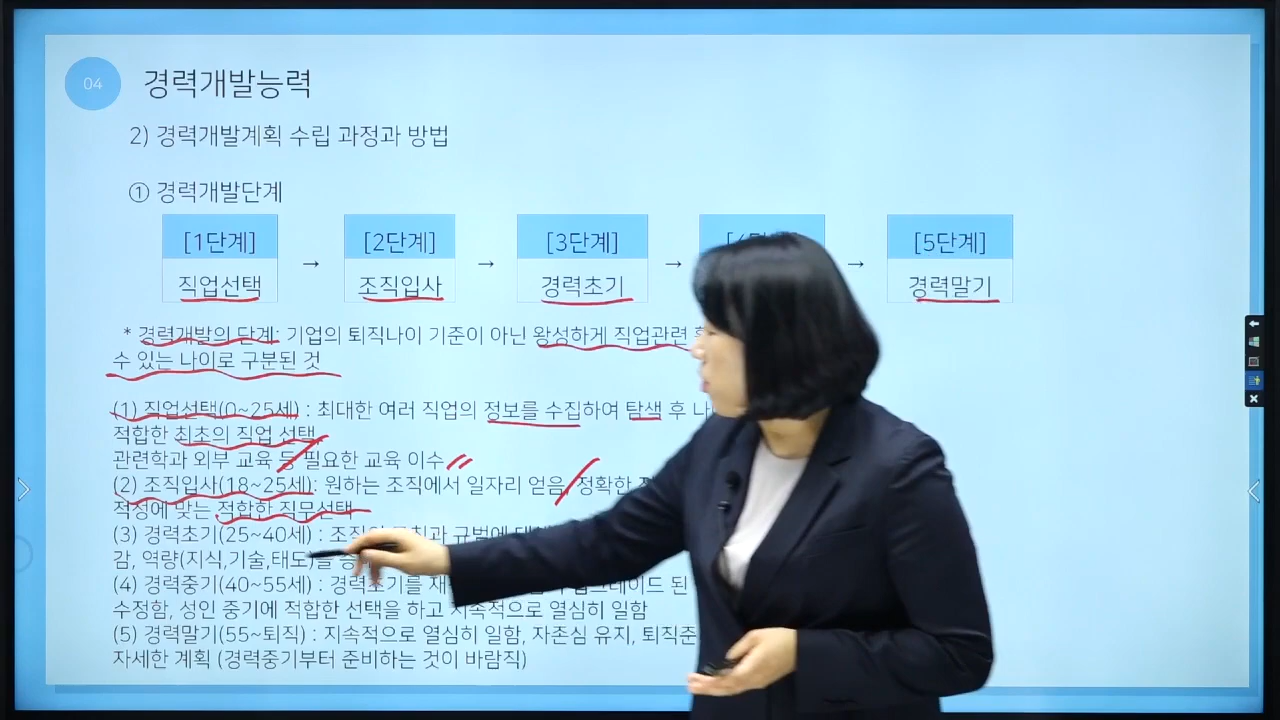 04
경력개발능력
2) 경력개발계획 수립 과정과 방법
① 경력개발단계
[1단계] [2단계] [3단계] [5단계]
직업선택 → 조직입사 → 경력초기 → → 경력말기
* 경력개발의 단계: 기업의 퇴직나이 기준이 아닌 왕성하게 직업관련
수 있는 나이로 구분된 것
(1) 직업선택(0~25세) : 최대한 여러 직업의 정보를 수집하여 탐색 후
적합한 최초의 직업 선택,
관련학과 외부 교육 등 필요한 교육 이수
(2) 조직입사(18~25세): 원하는 조직에서 일자리 얻음, 정확한
적성에 맞는 적합한 직무선택
(3) 경력초기(25~40세) : 조직의
감, 역량(지식,기술,태도)을
(4) 경력중기(40~55세) : 경력초기를 된
수정함, 성인 중기에 적합한 선택을 하고 지속적으로 열심히 일함
(5) 경력말기(55~퇴직) : 지속적으로 열심히 일함, 자존심 유지,
자세한 계획 (경력중기부터 준비하는 것이 바람직)